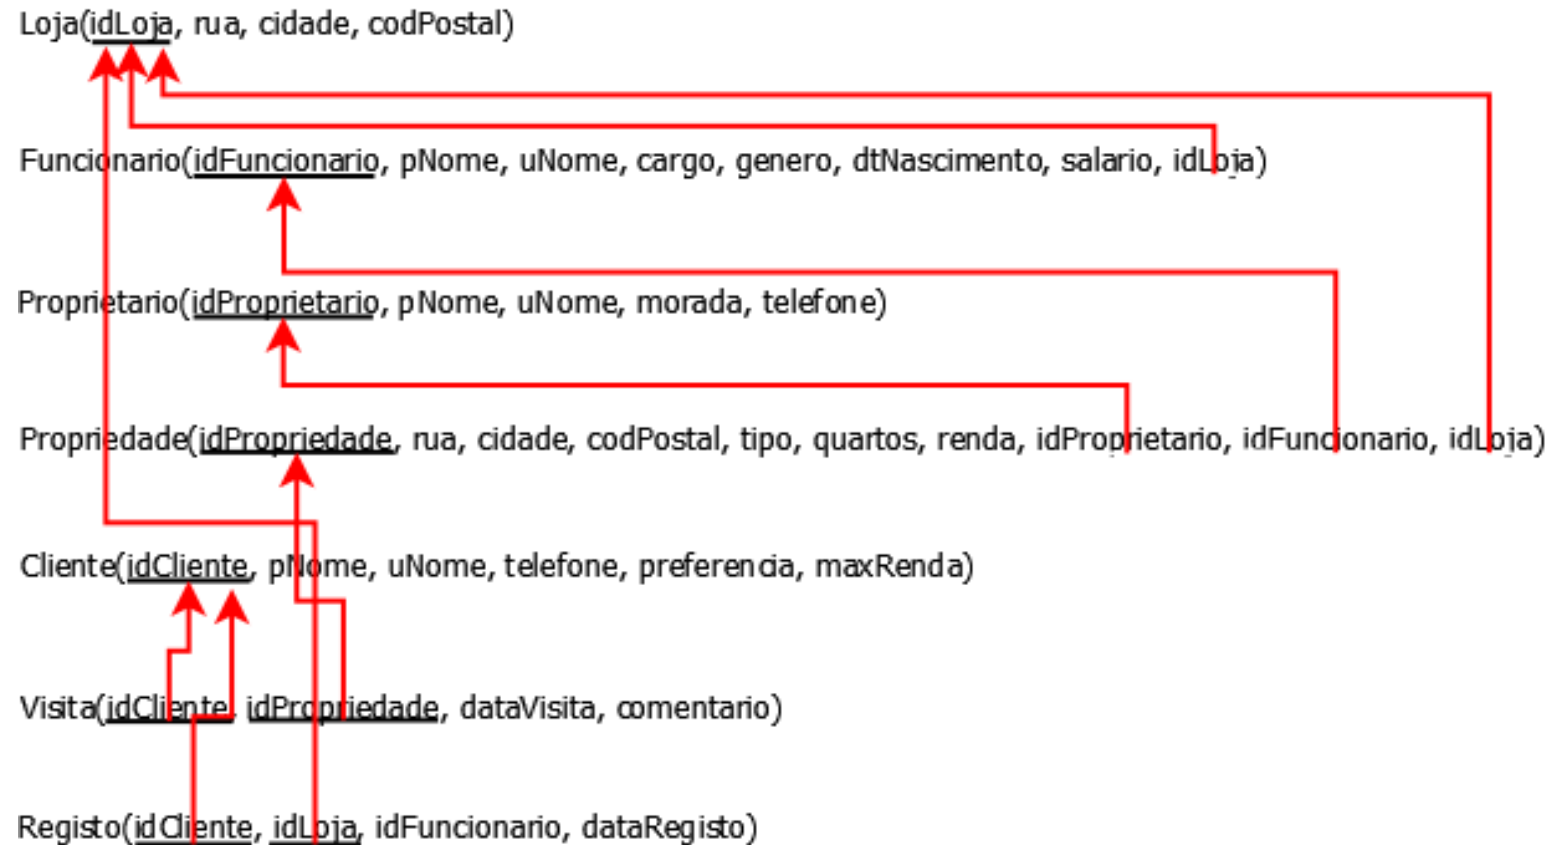 Loja(idLoja, rua, cidade, codPostal)
Funcionario(idFuncionario, pNome, uNome, cargo, genero, dtNascimento, salario, idLoja)
Proprietario(idProprietario, pNome, uNome, morada, telefone)
Propriedade(idPropriedade, rua, cidade, codPostal, tipo, quartos, renda, idProprietario, idFuncionario, idLoja)
Cliente(idCliente, pNome, uNome, telefone, preferencia, maxRenda)
Visita(idCliente, idPropriedade, dataVisita, comentario)
Registo(idCliente, idLoja, idFuncionario, dataRegisto)